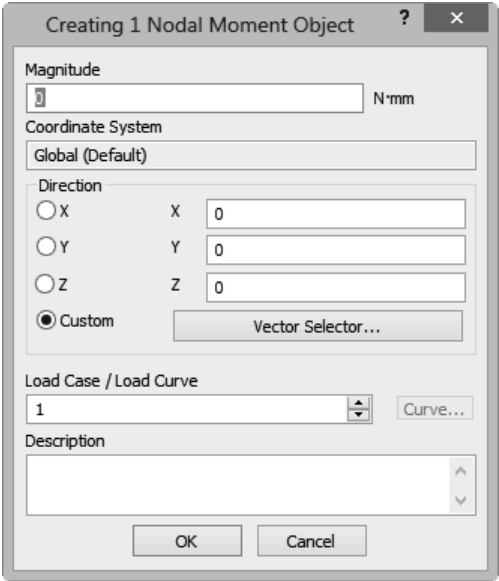 Creating 1 Nodal Moment Object ? ×
Magnitude
0 N·mm
Coordinate System
Global (Default)
Direction
X X 0
Y Y 0
Z Z 0
Custom Vector Selector...
Load Case / Load Curve
1 Curve...
Description
OK Cancel